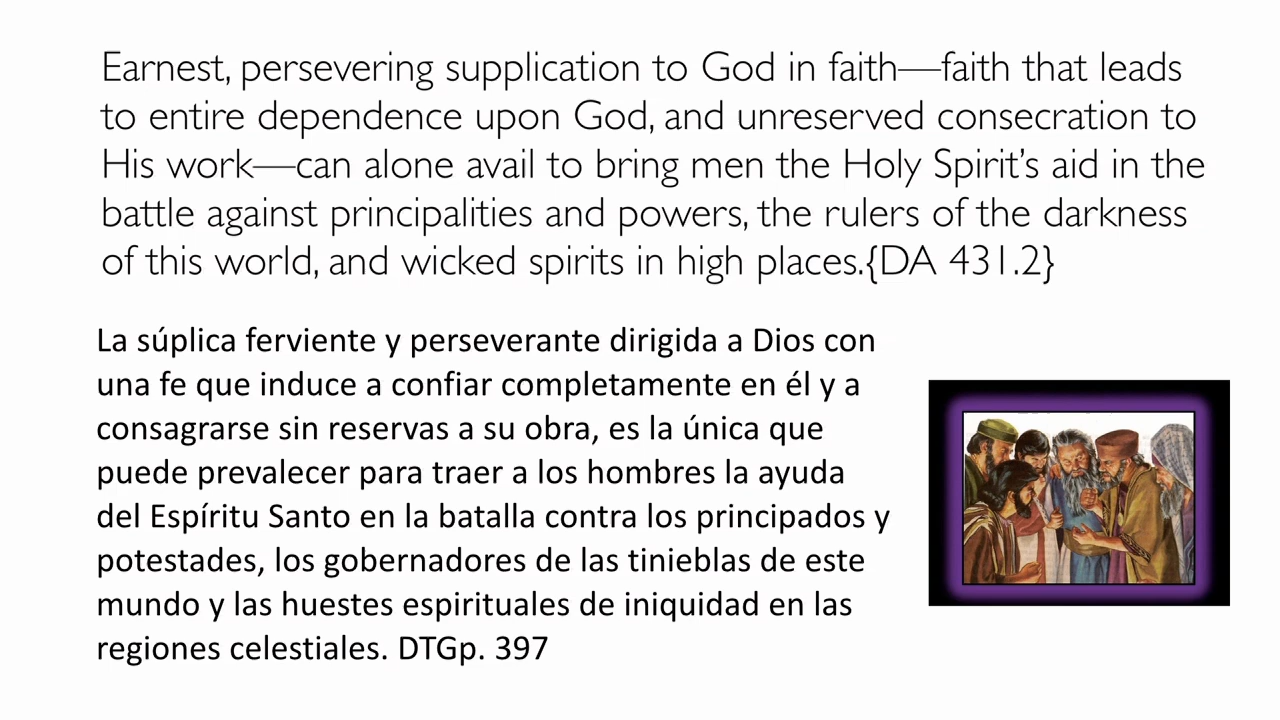 Earnest, persevering supplication to God in faith—faith that leads
to entire dependence upon God, and unreserved consecration to
His work—can alone avail to bring men the Holy Spirit’s aid in the
battle against principalities and powers, the rulers of the darkness
of this world, and wicked spirits in high places.{DA 431.2}
La súplica ferviente y perseverante dirigida a Dios con
una fe que induce a confiar completamente en él y a
consagrarse sin reservas a su obra, es la única que
puede prevalecer para traer a los hombres la ayuda
del Espíritu Santo en la batalla contra los principados y
potestades, los gobernadores de las tinieblas de este
mundo y las huestes espirituales de iniquidad en las
regiones celestiales. DTGp. 397